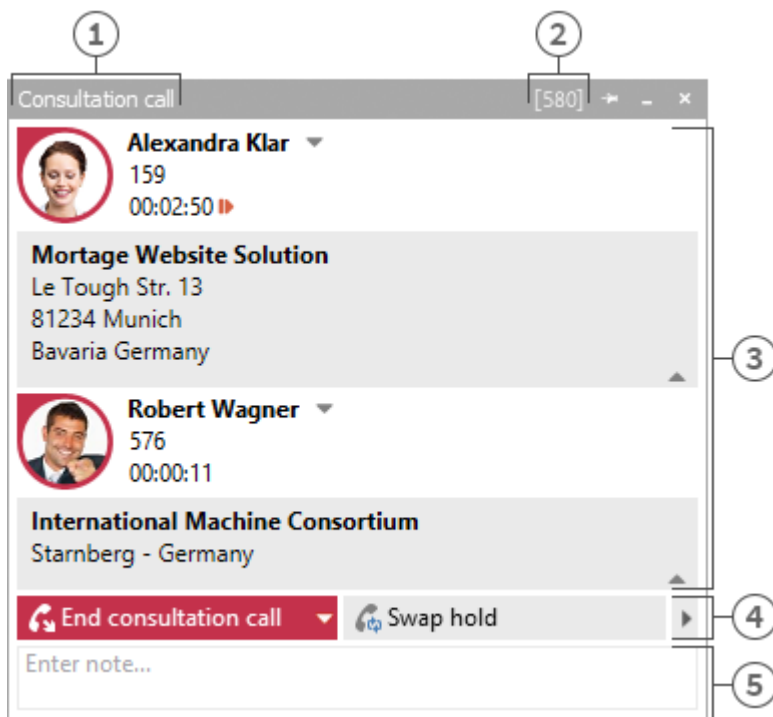 1
2
Consultation call [580]
Alexandra Klar
159
00:02:50
Mortage Website Solution
Le Tough Str. 13
81234 Munich
Bavaria Germany
3
Robert Wagner
576
00:00:11
International Machine Consortium
Starnberg - Germany
End consultation call
Swap hold
4
Enter note...
5